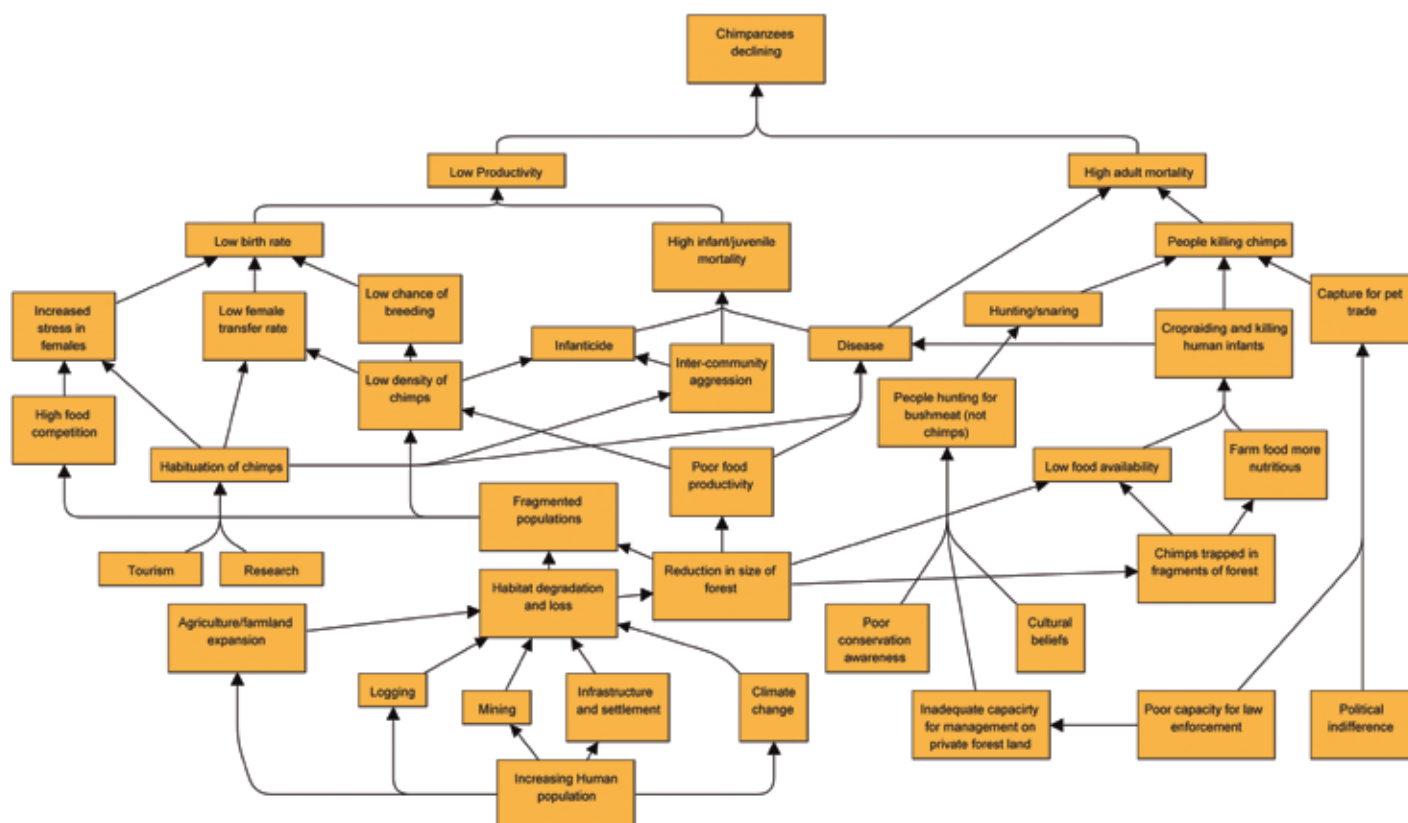 Chimpanzees
declining
Low Productivity
High adult mortality
Low birth rate
High infant/juvenile
mortality
People killing chimps
Increased
stress in
females
Low female
transfer rate
Low chance of
breeding
Hunting/snaring
Capture for pet
trade
Infanticide
Disease
Cropraiding and killing
human infants
Inter-community
aggression
Low density of
chimps
High food
competition
People hunting for
bushmeat (not
chimps)
Habituation of chimps
Poor food
productivity
Low food availability
Farm food more
nutritious
Fragmented
populations
Tourism
Research
Habitat degradation
and loss
Reduction in size of
forest
Chimps trapped in
fragments of forest
Agriculture/farmland
expansion
Poor
conservation
awareness
Cultural
beliefs
Logging
Mining
Infrastructure
and settlement
Climate
change
Inadequate capacirty
for management on
private forest land
Poor capacity for law
enforcement
Political
indifference
Increasing Human
population